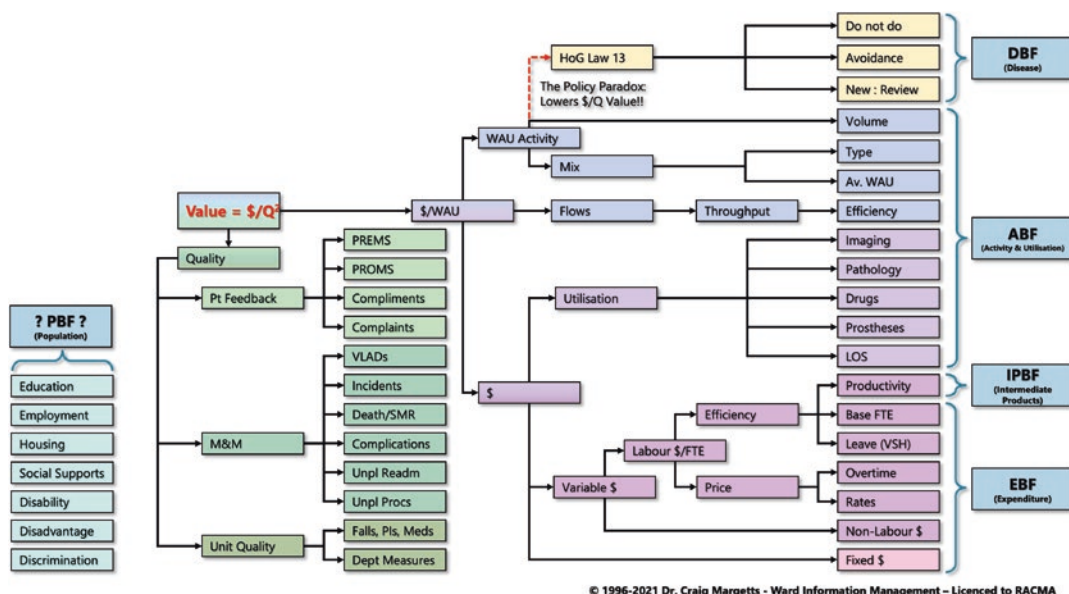 Do not do
HoG Law 13
Avoidance
New : Review
DBF
(Disease)
The Policy Paradox:
Lowers $/Q Value!!
WAU Activity
Volume
Mix
Type
Av. WAU
Value = $/Q²
$/WAU
Flows
Throughput
Efficiency
ABF
(Activity & Utilisation)
Quality
PREMS
PROMS
Pt Feedback
Compliments
Complaints
Imaging
Pathology
Utilisation
Drugs
Prostheses
LOS
? PBF ?
(Population)
Education
Employment
Housing
Social Supports
Disability
Disadvantage
Discrimination
VLADs
Incidents
Death/SMR
M&M
Complications
Unpl Readm
Unpl Procs
Unit Quality
Falls, PIs, Meds
Dept Measures
$
Productivity
IPBF
(Intermediate
Products)
Efficiency
Base FTE
Leave (VSH)
Labour $/FTE
Variable $
Price
Overtime
Rates
Non-Labour $
Fixed $
EBF
(Expenditure)
© 1996-2021 Dr. Craig Margetts - Ward Information Management – Licenced to RACMA